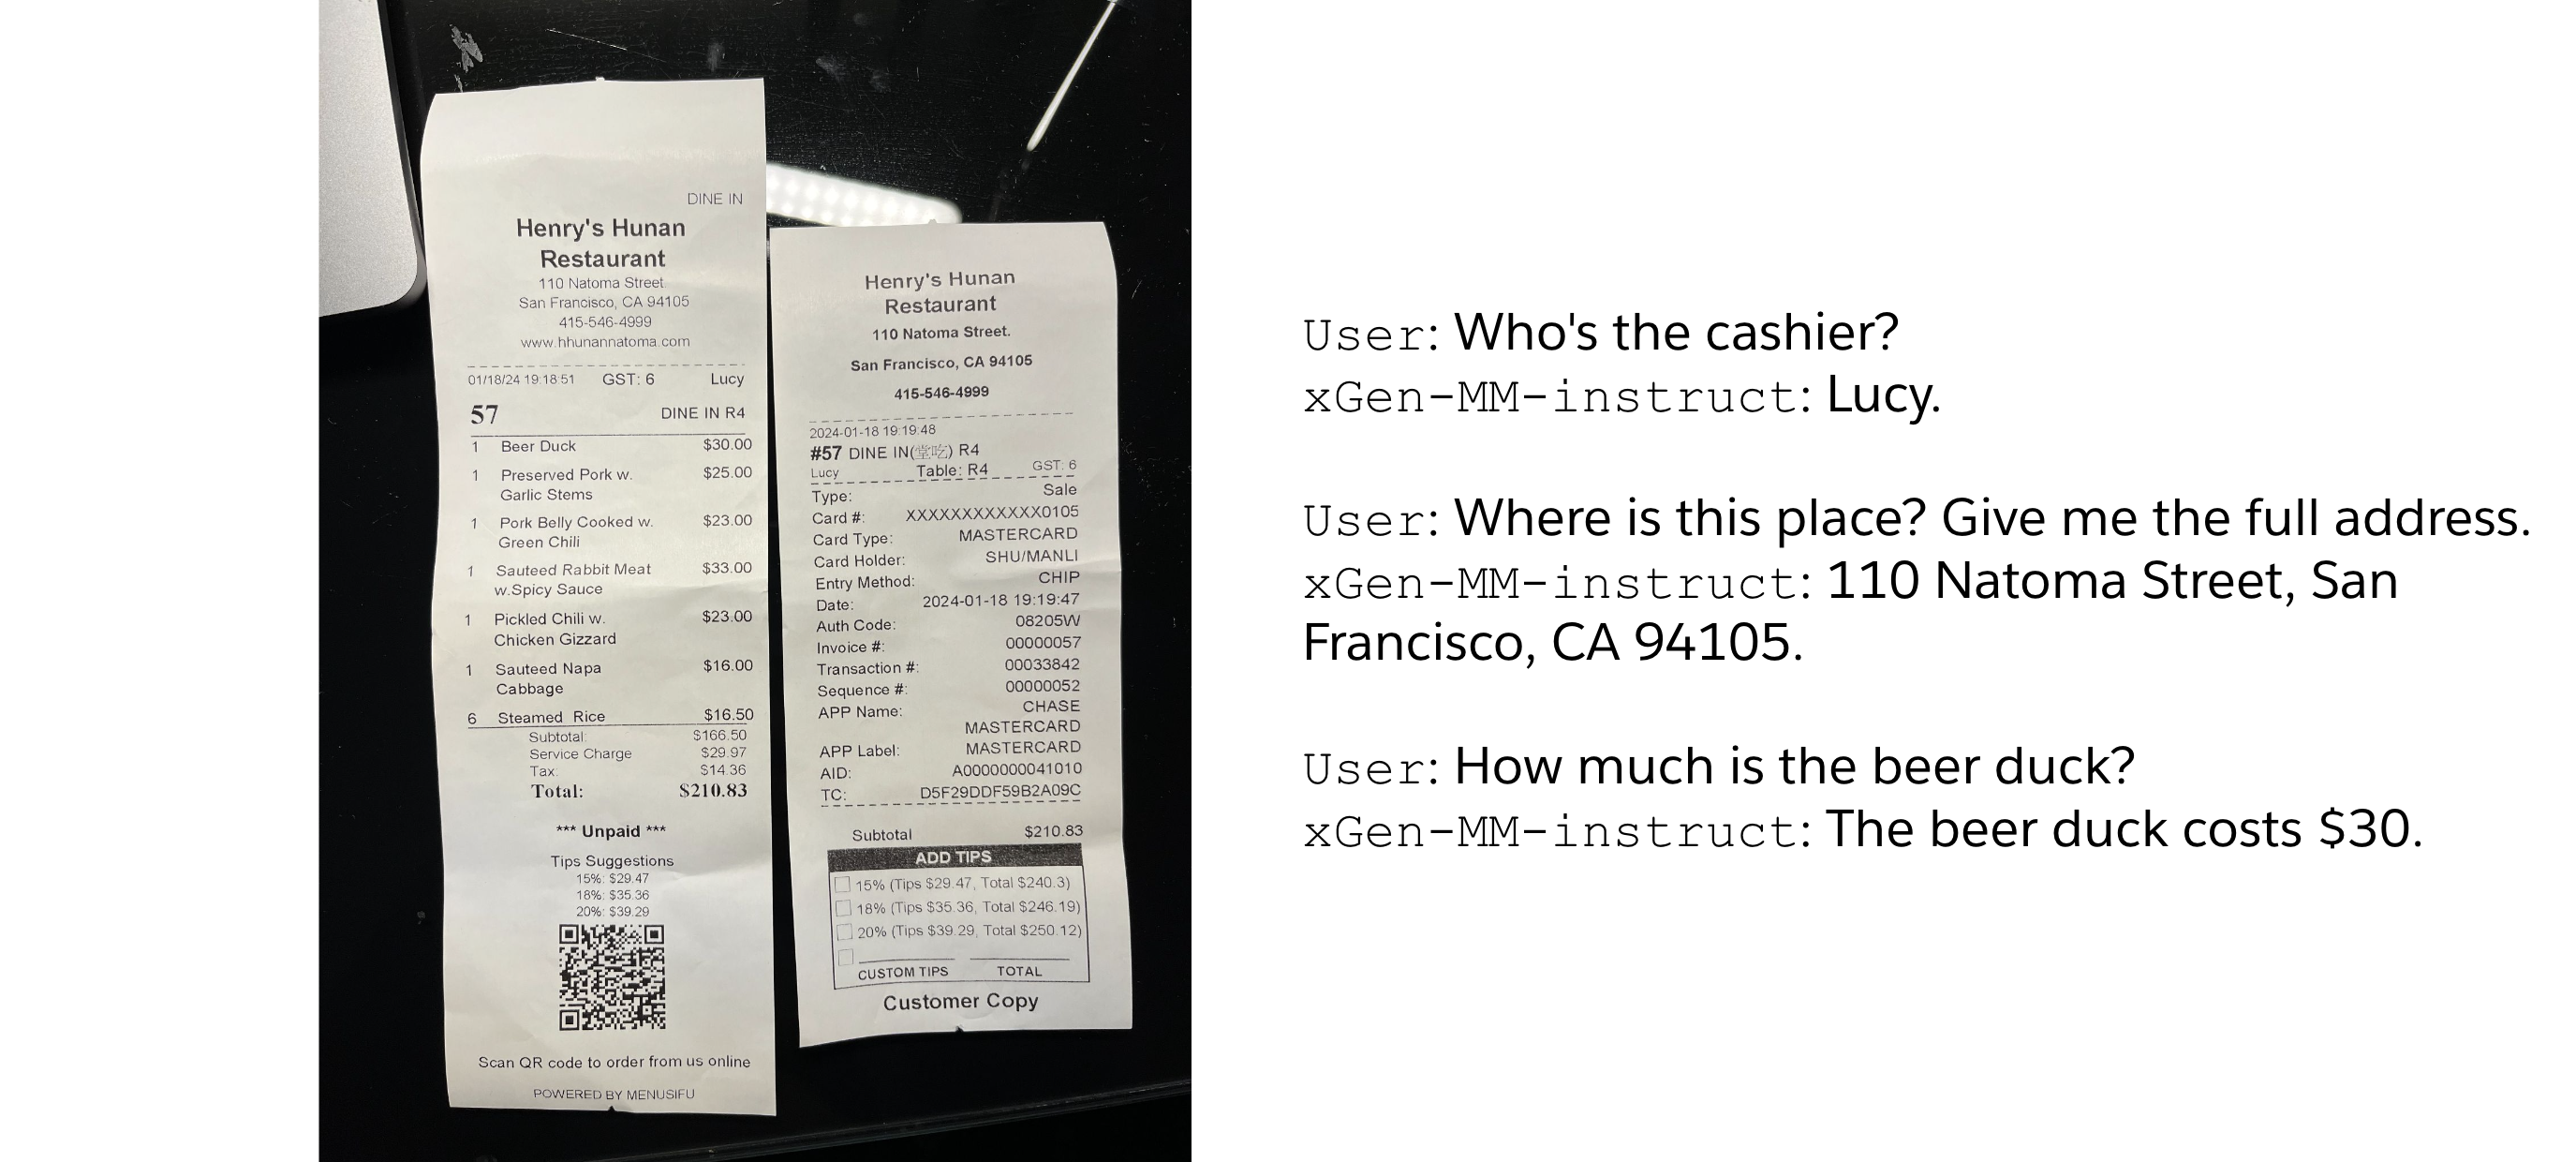 DINE IN
Henry's Hunan
Restaurant
110 Natoma Street
San Francisco, CA 94105
415-546-4999
www.hhunannatoma.com
01/18/24 19:18:51 GST: 6 Lucy
57 DINE IN R4
1 Beer Duck $30.00
1 Preserved Pork w. $25.00
Garlic Stems
1 Pork Belly Cooked w. $23.00
Green Chili
1 Sauteed Rabbit Meat $33.00
w.Spicy Sauce
1 Pickled Chili w. $23.00
Chicken Gizzard
1 Sauteed Napa $16.00
Cabbage
6 Steamed Rice $16.50
Subtotal: $166.50
Service Charge $29.97
Tax: $14.36
Total: $210.83
*** Unpaid ***
Tips Suggestions
15%: $29.47
18%: $35.36
20%: $39.29
Scan QR code to order from us online
POWERED BY MENUSIFU
Henry's Hunan
Restaurant
110 Natoma Street.
San Francisco, CA 94105
415-546-4999
2024-01-18 19:19:48
#57 DINE IN(堂吃) R4
Lucy Table: R4 GST: 6
Type: Sale
Card #: XXXXXXXXXXXX0105
Card Type: MASTERCARD
Card Holder: SHU/MANLI
Entry Method: CHIP
Date: 2024-01-18 19:19:47
Auth Code: 08205W
Invoice #: 00000057
Transaction #: 00033842
Sequence #: 00000052
APP Name: CHASE
MASTERCARD
APP Label: MASTERCARD
AID: A0000000041010
TC: D5F29DDF59B2A09C
Subtotal $210.83
ADD TIPS
15% (Tips $29.47, Total $240.3)
18% (Tips $35.36, Total $246.19)
20% (Tips $39.29, Total $250.12)
CUSTOM TIPS TOTAL
Customer Copy
User: Who's the cashier?
xGen-MM-instruct: Lucy.
User: Where is this place? Give me the full address.
xGen-MM-instruct: 110 Natoma Street, San
Francisco, CA 94105.
User: How much is the beer duck?
xGen-MM-instruct: The beer duck costs $30.